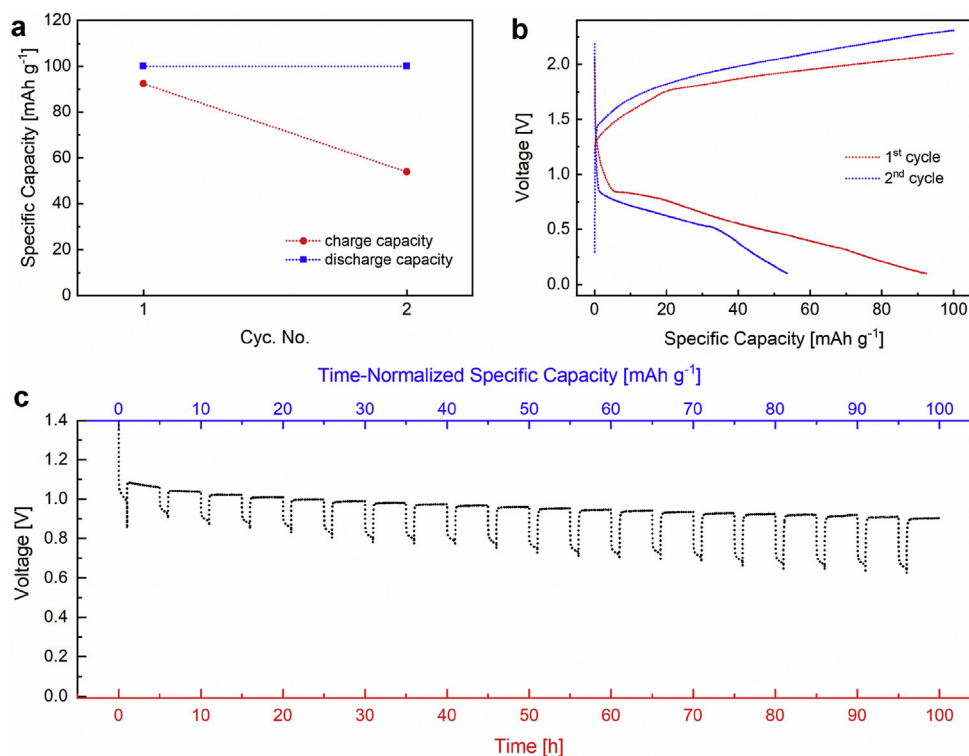 a
120
100
80
60
40
20
0
Specific Capacity [mAh g⁻¹]
charge capacity
discharge capacity
1 2
Cyc. No.
b
2.0
1.5
1.0
0.5
0.0
Voltage [V]
1ˢᵗ cycle
2ⁿᵈ cycle
0 20 40 60 80 100
Specific Capacity [mAh g⁻¹]
c
Time-Normalized Specific Capacity [mAh g⁻¹]
0 10 20 30 40 50 60 70 80 90 100
1.4
1.2
1.0
0.8
0.6
0.4
0.2
0.0
Voltage [V]
0 10 20 30 40 50 60 70 80 90 100
Time [h]